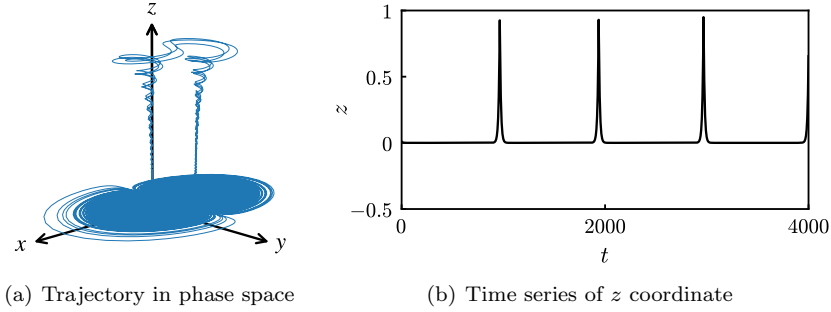 z
x
y
(a) Trajectory in phase space
1
0.5
0
−0.5
z
0
2000
4000
t
(b) Time series of z coordinate